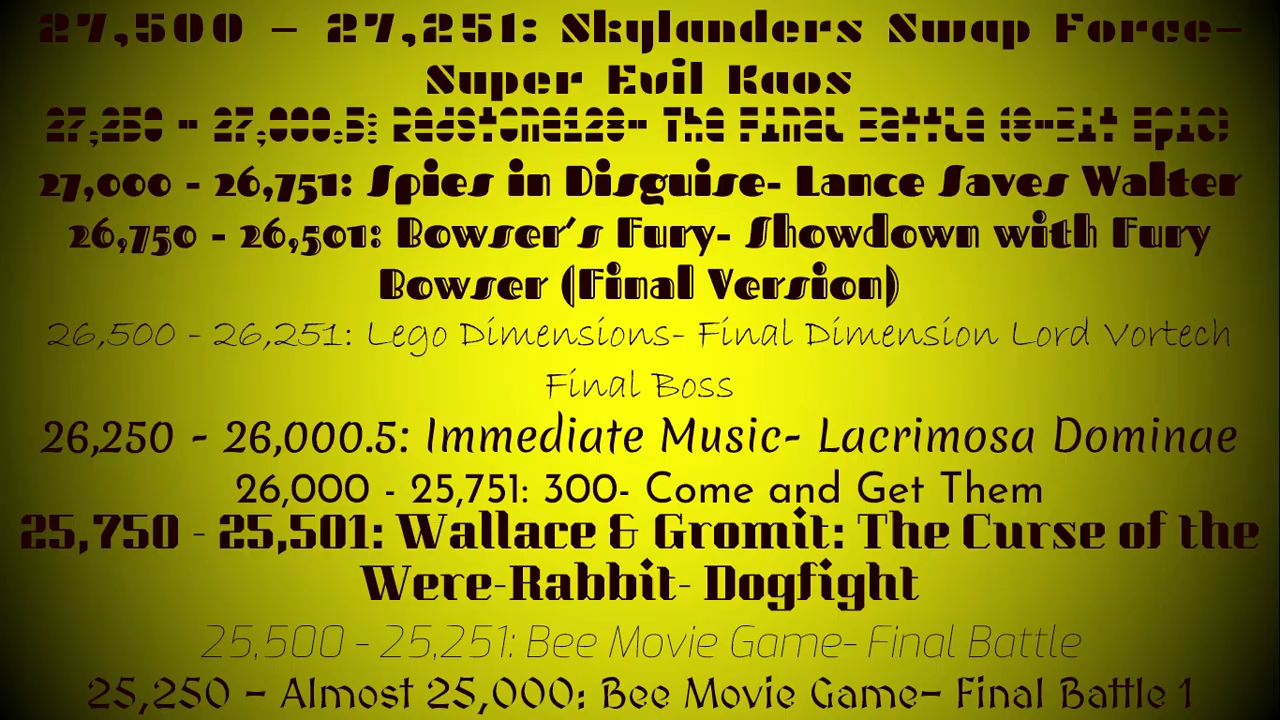 27,500 – 27,251: Skylanders Swap Force–
Super Evil Kaos
27,250 - 27,000.5: Redstone123- The Final Battle (8-Bit Epic)
27,000 - 26,751: Spies in Disguise- Lance Saves Walter
26,750 - 26,501: Bowser's Fury- Showdown with Fury
Bowser (Final Version)
26,500 - 26,251: Lego Dimensions- Final Dimension Lord Vortech
Final Boss
26,250 - 26,000.5: Immediate Music- Lacrimosa Dominae
26,000 - 25,751: 300- Come and Get Them
25,750 - 25,501: Wallace & Gromit: The Curse of the
Were-Rabbit- Dogfight
25,500 - 25,251: Bee Movie Game- Final Battle
25,250 – Almost 25,000: Bee Movie Game– Final Battle 1